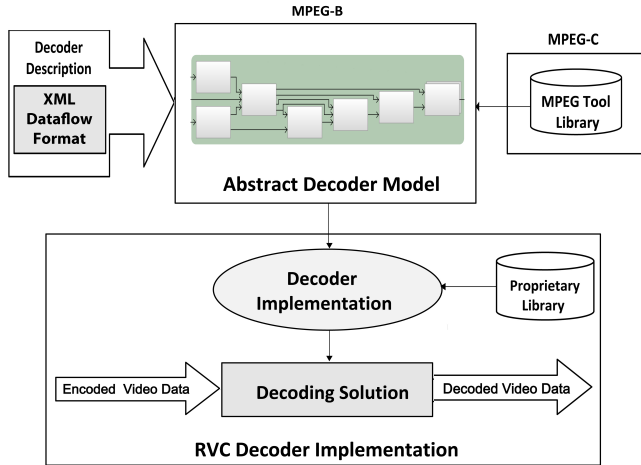 MPEG-B
Decoder
Description
XML
Dataflow
Format
Abstract Decoder Model
MPEG-C
MPEG Tool
Library
Decoder
Implementation
Proprietary
Library
Encoded Video Data
Decoding Solution
Decoded Video Data
RVC Decoder Implementation